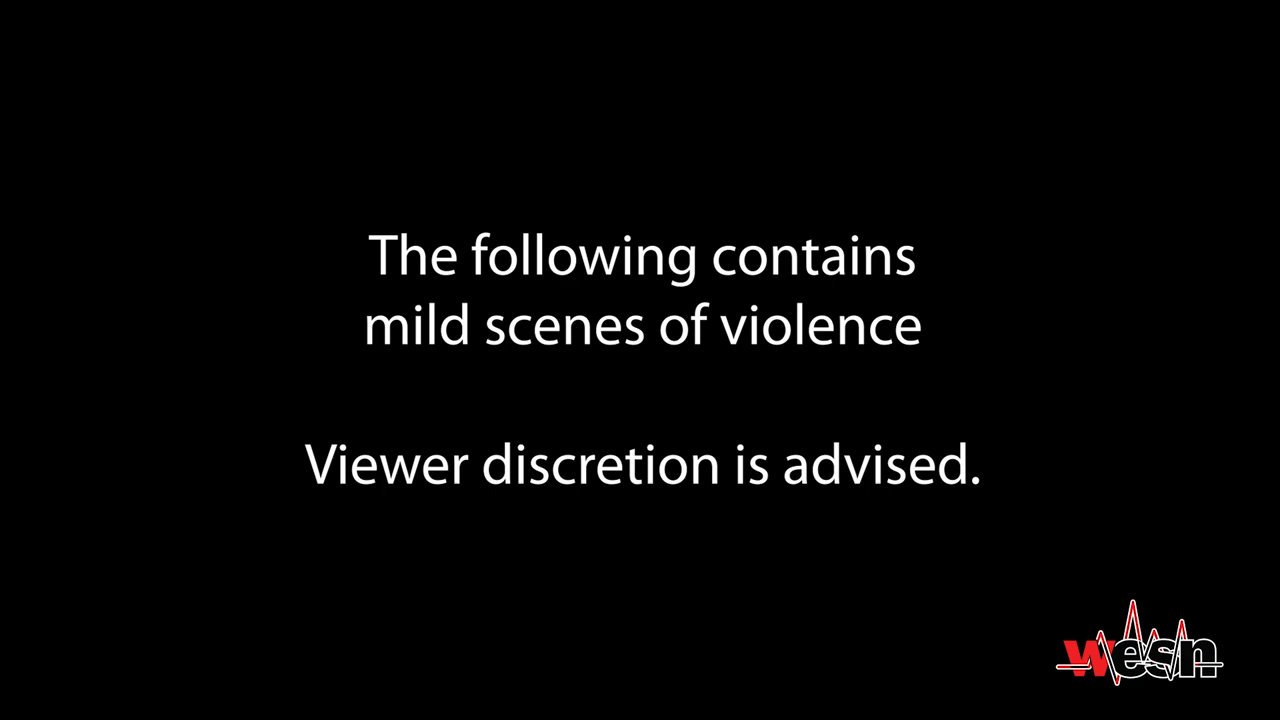 The following contains
mild scenes of violence
Viewer discretion is advised.
wesn